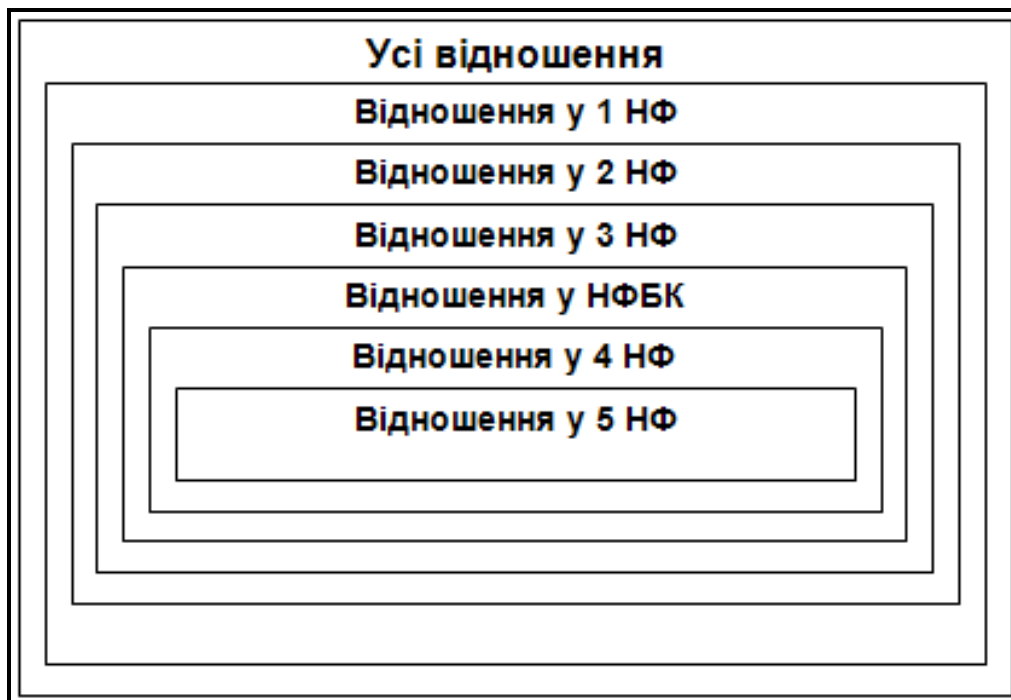 Усі відношення
Відношення у 1 НФ
Відношення у 2 НФ
Відношення у 3 НФ
Відношення у НФБК
Відношення у 4 НФ
Відношення у 5 НФ